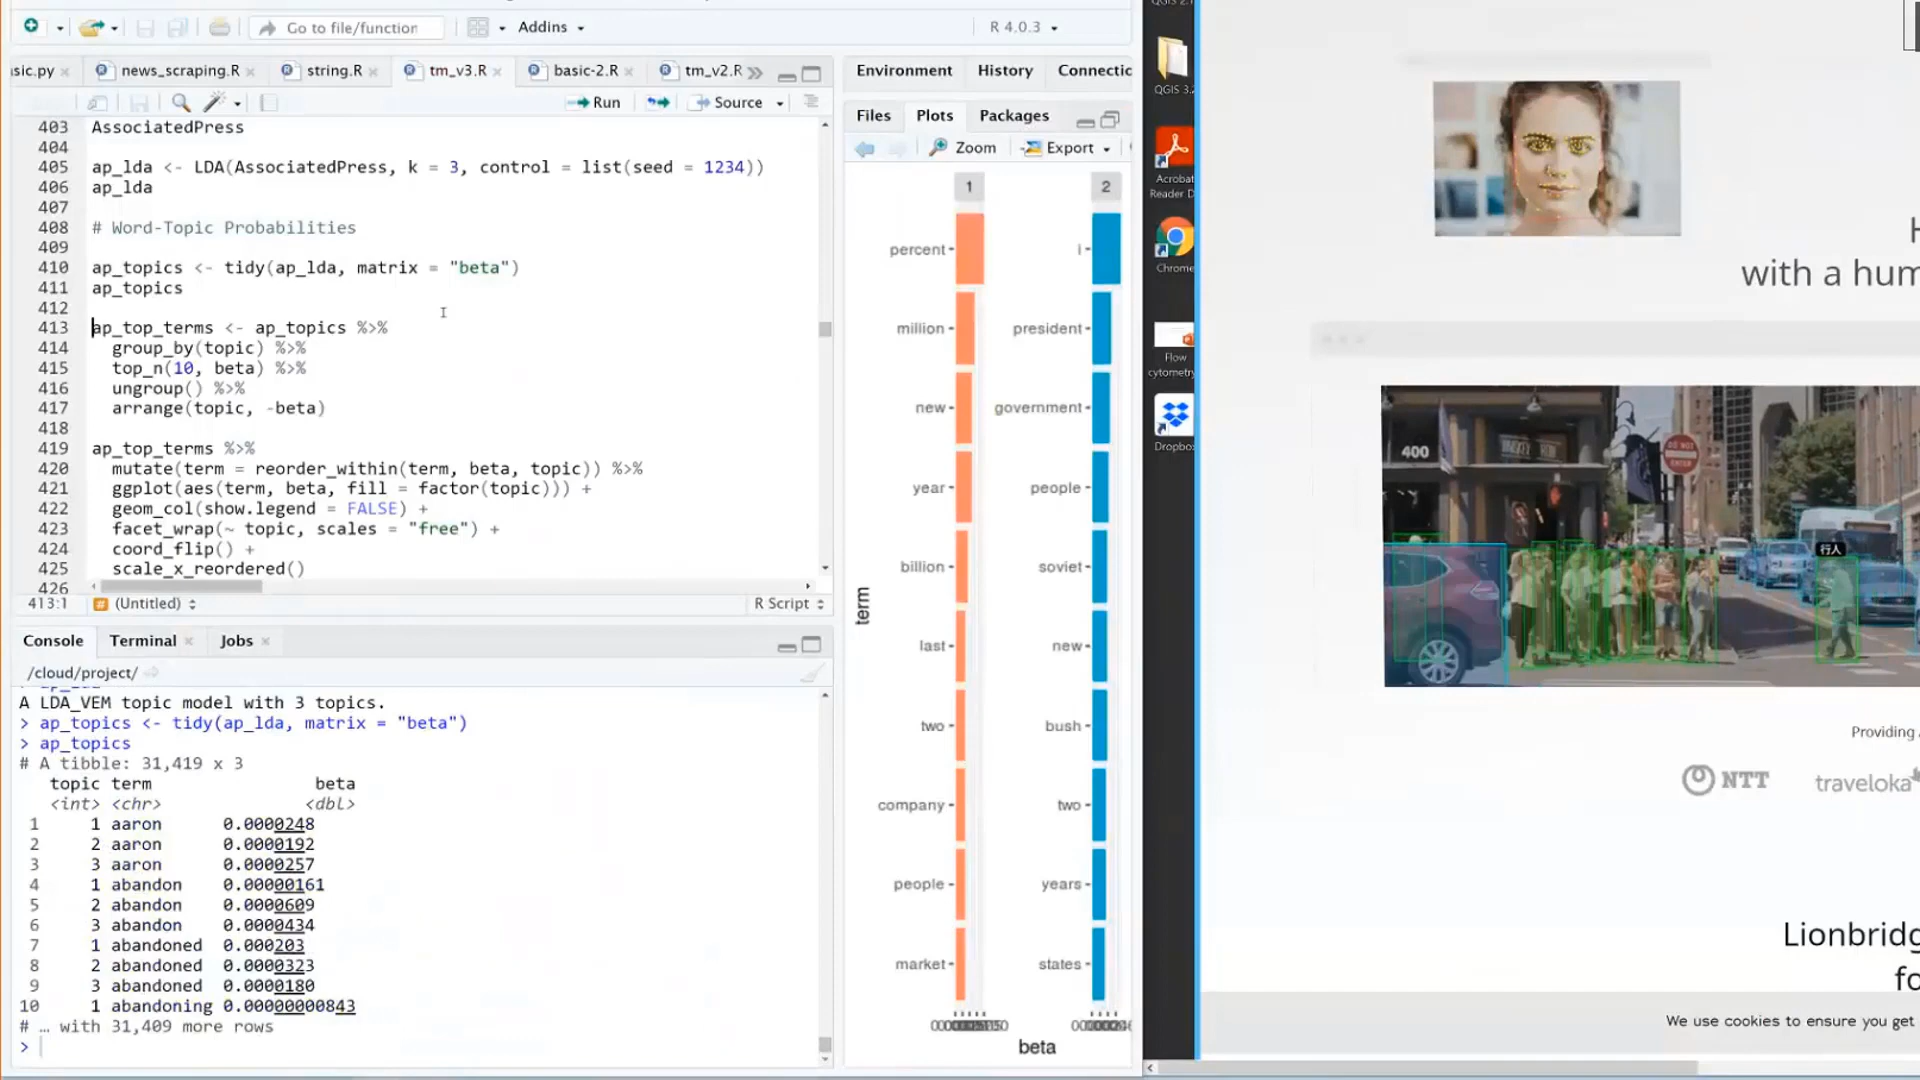 Go to file/function
Addins
R 4.0.3
sic.py
news_scraping.R
string.R
tm_v3.R
basic-2.R
tm_v2.R
Run
Source
403 AssociatedPress
404
405 ap_lda <- LDA(AssociatedPress, k = 3, control = list(seed = 1234))
406 ap_lda
407
408 # Word-Topic Probabilities
409
410 ap_topics <- tidy(ap_lda, matrix = "beta")
411 ap_topics
412
413 ap_top_terms <- ap_topics %>%
414 group_by(topic) %>%
415 top_n(10, beta) %>%
416 ungroup() %>%
417 arrange(topic, -beta)
418
419 ap_top_terms %>%
420 mutate(term = reorder_within(term, beta, topic)) %>%
421 ggplot(aes(term, beta, fill = factor(topic))) +
422 geom_col(show.legend = FALSE) +
423 facet_wrap(~ topic, scales = "free") +
424 coord_flip() +
425 scale_x_reordered()
426
413:1 # (Untitled) R Script
Console Terminal Jobs
/cloud/project/
> ap_lda
A LDA_VEM topic model with 3 topics.
> ap_topics <- tidy(ap_lda, matrix = "beta")
> ap_topics
# A tibble: 31,419 x 3
topic term beta
<int> <chr> <dbl>
1 1 aaron 0.0000248
2 2 aaron 0.0000192
3 3 aaron 0.0000257
4 1 abandon 0.00000161
5 2 abandon 0.0000609
6 3 abandon 0.0000434
7 1 abandoned 0.000203
8 2 abandoned 0.0000323
9 3 abandoned 0.0000180
10 1 abandoning 0.00000000843
# … with 31,409 more rows
>
Environment History Connectio
Files Plots Packages
Zoom Export
1 2
percent
million
new
year
billion
last
two
company
people
market
i
president
government
people
soviet
new
bush
two
years
states
term
beta
QGIS 2.
QGIS 3.
Acrobat
Reader D
Chrome
Flow
cytometry
Dropbox
with a hum
400
DO NOT
ENTER
行人
Providing
NTT
traveloka
Lionbridg
fo
We use cookies to ensure you get